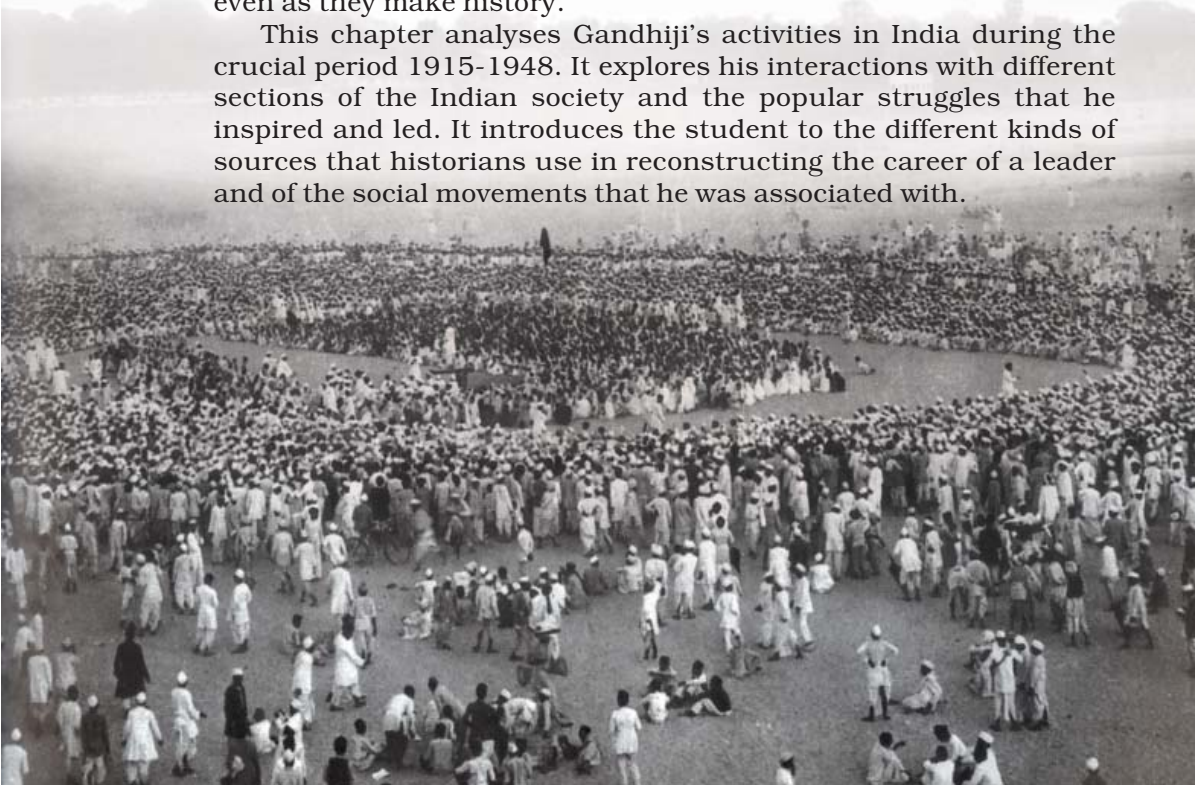 even as they make history.
This chapter analyses Gandhiji’s activities in India during the
crucial period 1915-1948. It explores his interactions with different
sections of the Indian society and the popular struggles that he
inspired and led. It introduces the student to the different kinds of
sources that historians use in reconstructing the career of a leader
and of the social movements that he was associated with.